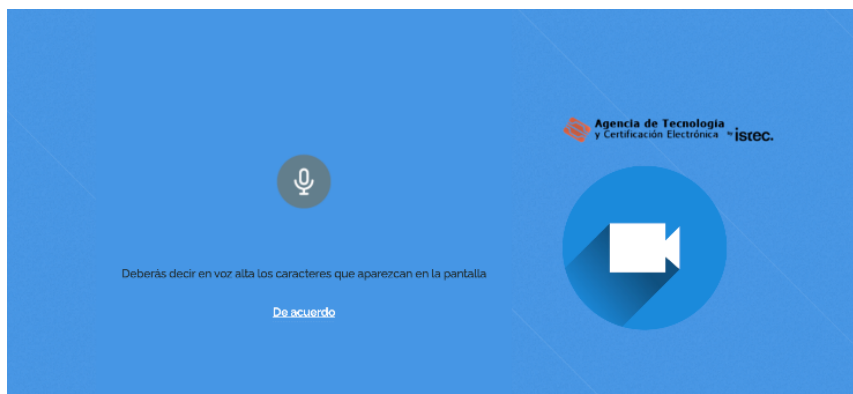 Agencia de Tecnología
y Certificación Electrónica by istec.
Deberás decir en voz alta los caracteres que aparezcan en la pantalla
De acuerdo